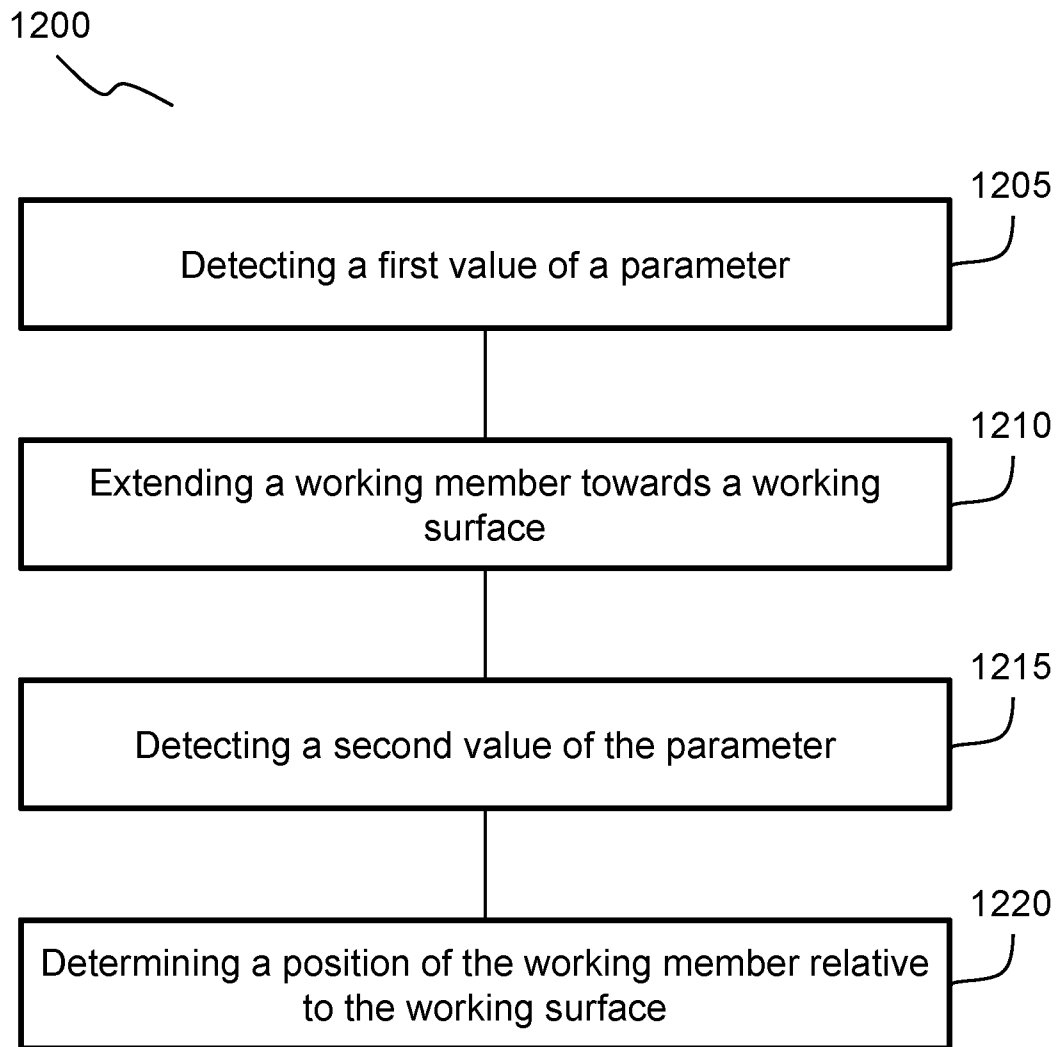 1200
1205
Detecting a first value of a parameter
1210
Extending a working member towards a working
surface
1215
Detecting a second value of the parameter
1220
Determining a position of the working member relative
to the working surface